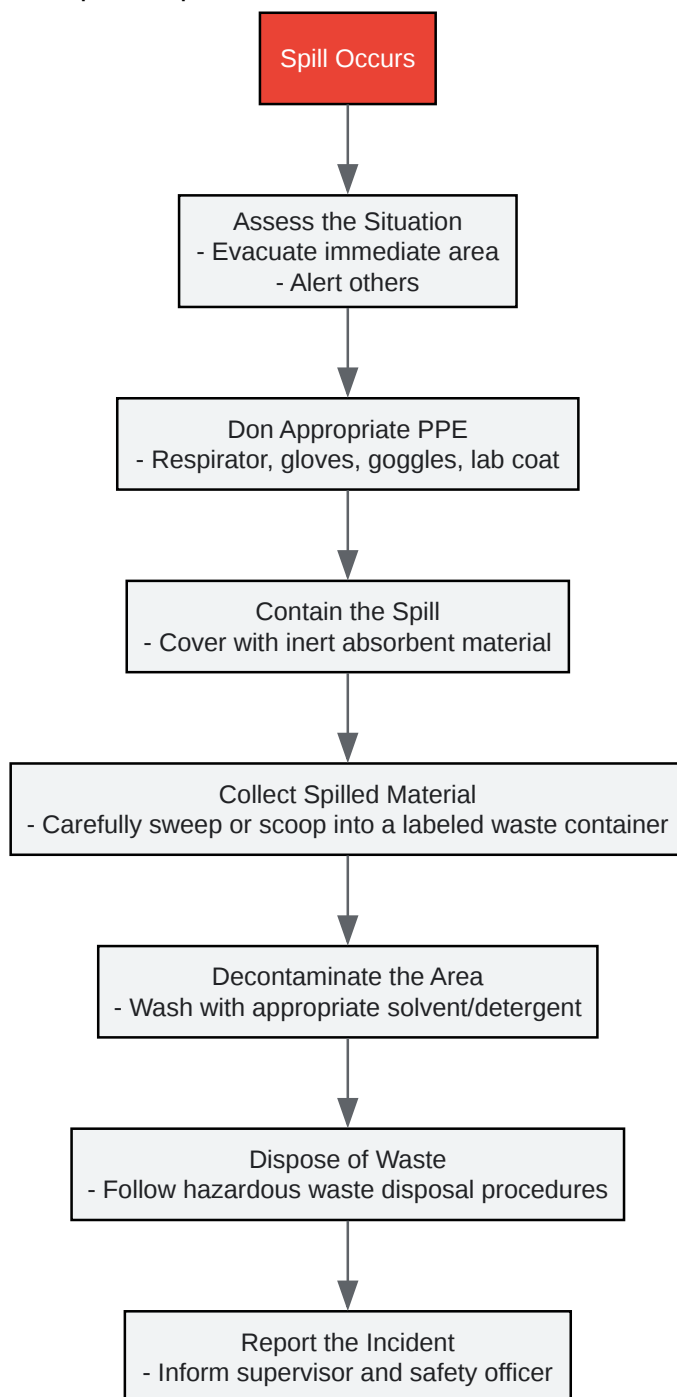 Spill Occurs
Assess the Situation
- Evacuate immediate area
- Alert others
Don Appropriate PPE
- Respirator, gloves, goggles, lab coat
Contain the Spill
- Cover with inert absorbent material
Collect Spilled Material
- Carefully sweep or scoop into a labeled waste container
Decontaminate the Area
- Wash with appropriate solvent/detergent
Dispose of Waste
- Follow hazardous waste disposal procedures
Report the Incident
- Inform supervisor and safety officer